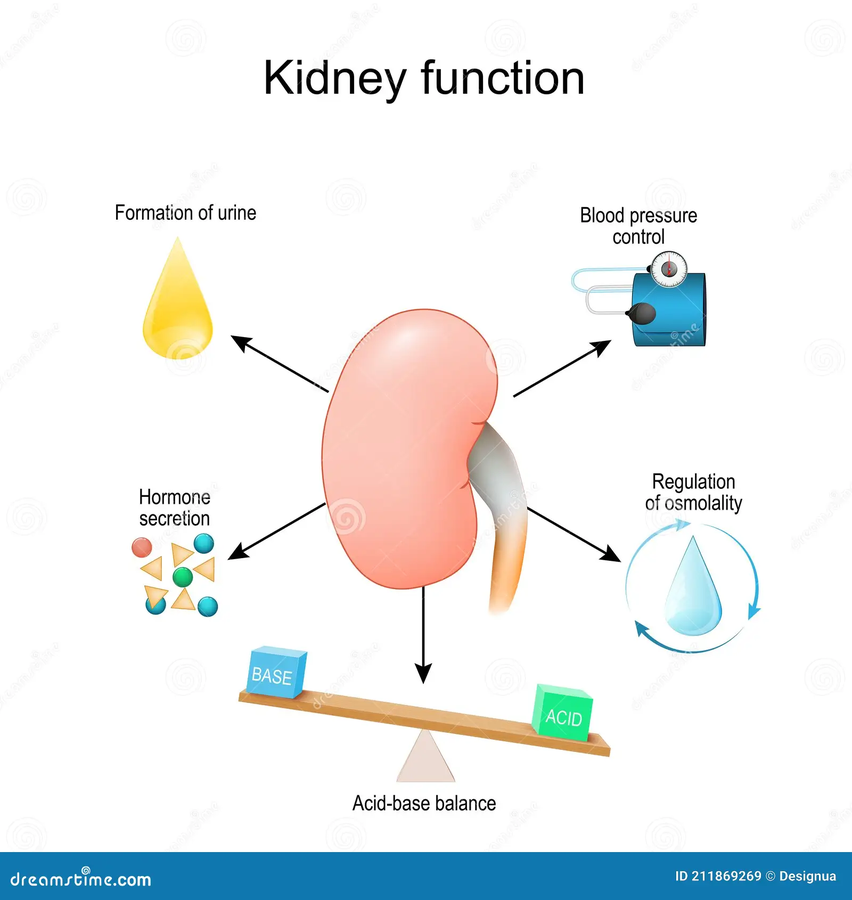 Kidney function
Formation of urine
Blood pressure
control
Hormone
secretion
Regulation
of osmolality
BASE
ACID
Acid-base balance
dreamstime.com
ID 211869269 © Designua